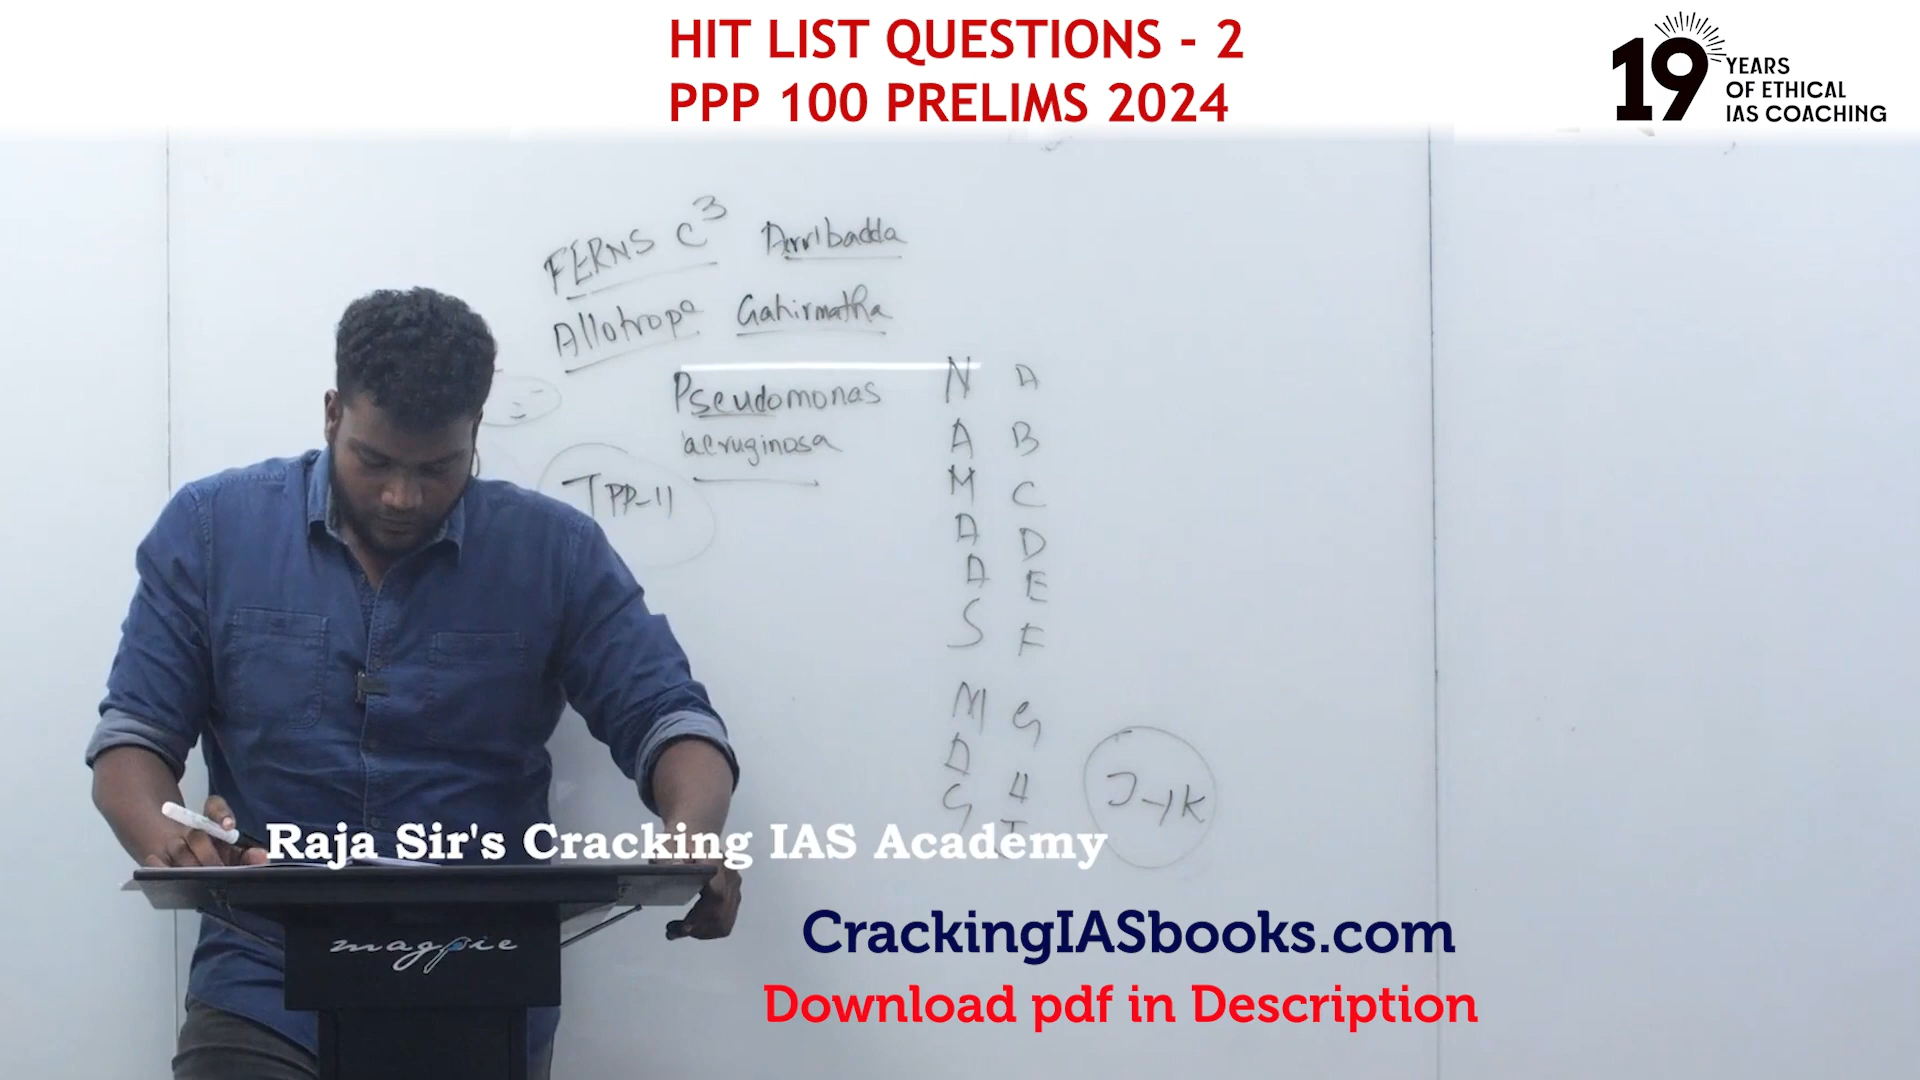 HIT LIST QUESTIONS - 2
PPP 100 PRELIMS 2024
19 YEARS
OF ETHICAL
IAS COACHING
FERNS C³ Arribadda
Allotrope Gahirmatha
Pseudomonas
aeruginosa
TPP-11
N A
A B
M C
A D
A E
S F
M G
A H
G I
J-yK
Raja Sir's Cracking IAS Academy
magpie
CrackingIASbooks.com
Download pdf in Description